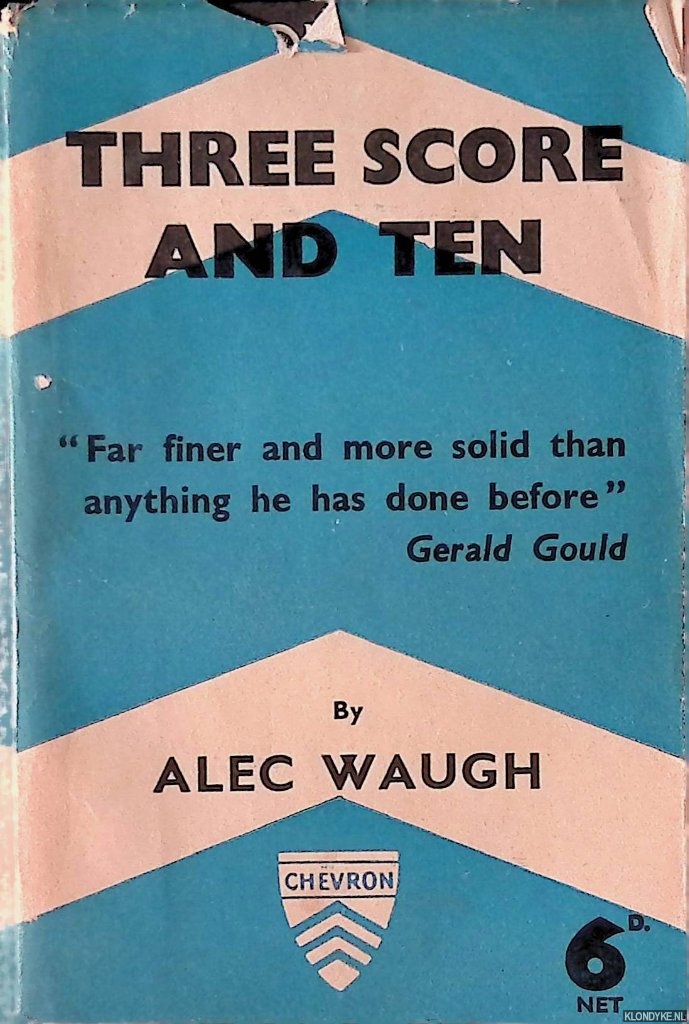 THREE SCORE
AND TEN
"Far finer and more solid than
anything he has done before"
Gerald Gould
By
ALEC WAUGH
CHEVRON
6D.
NET
KLONDYKE.NL